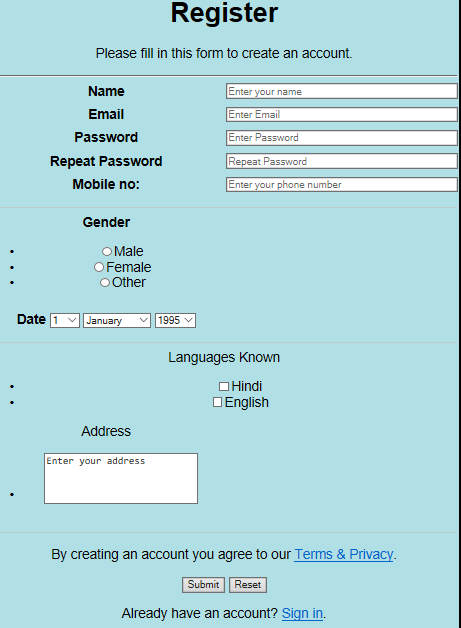 Register
Please fill in this form to create an account.
Name Enter your name
Email Enter Email
Password Enter Password
Repeat Password Repeat Password
Mobile no: Enter your phone number
Gender
• Male
• Female
• Other
Date 1 January 1995
Languages Known
• Hindi
• English
Address
Enter your address
•
By creating an account you agree to our Terms & Privacy.
Submit Reset
Already have an account? Sign in.